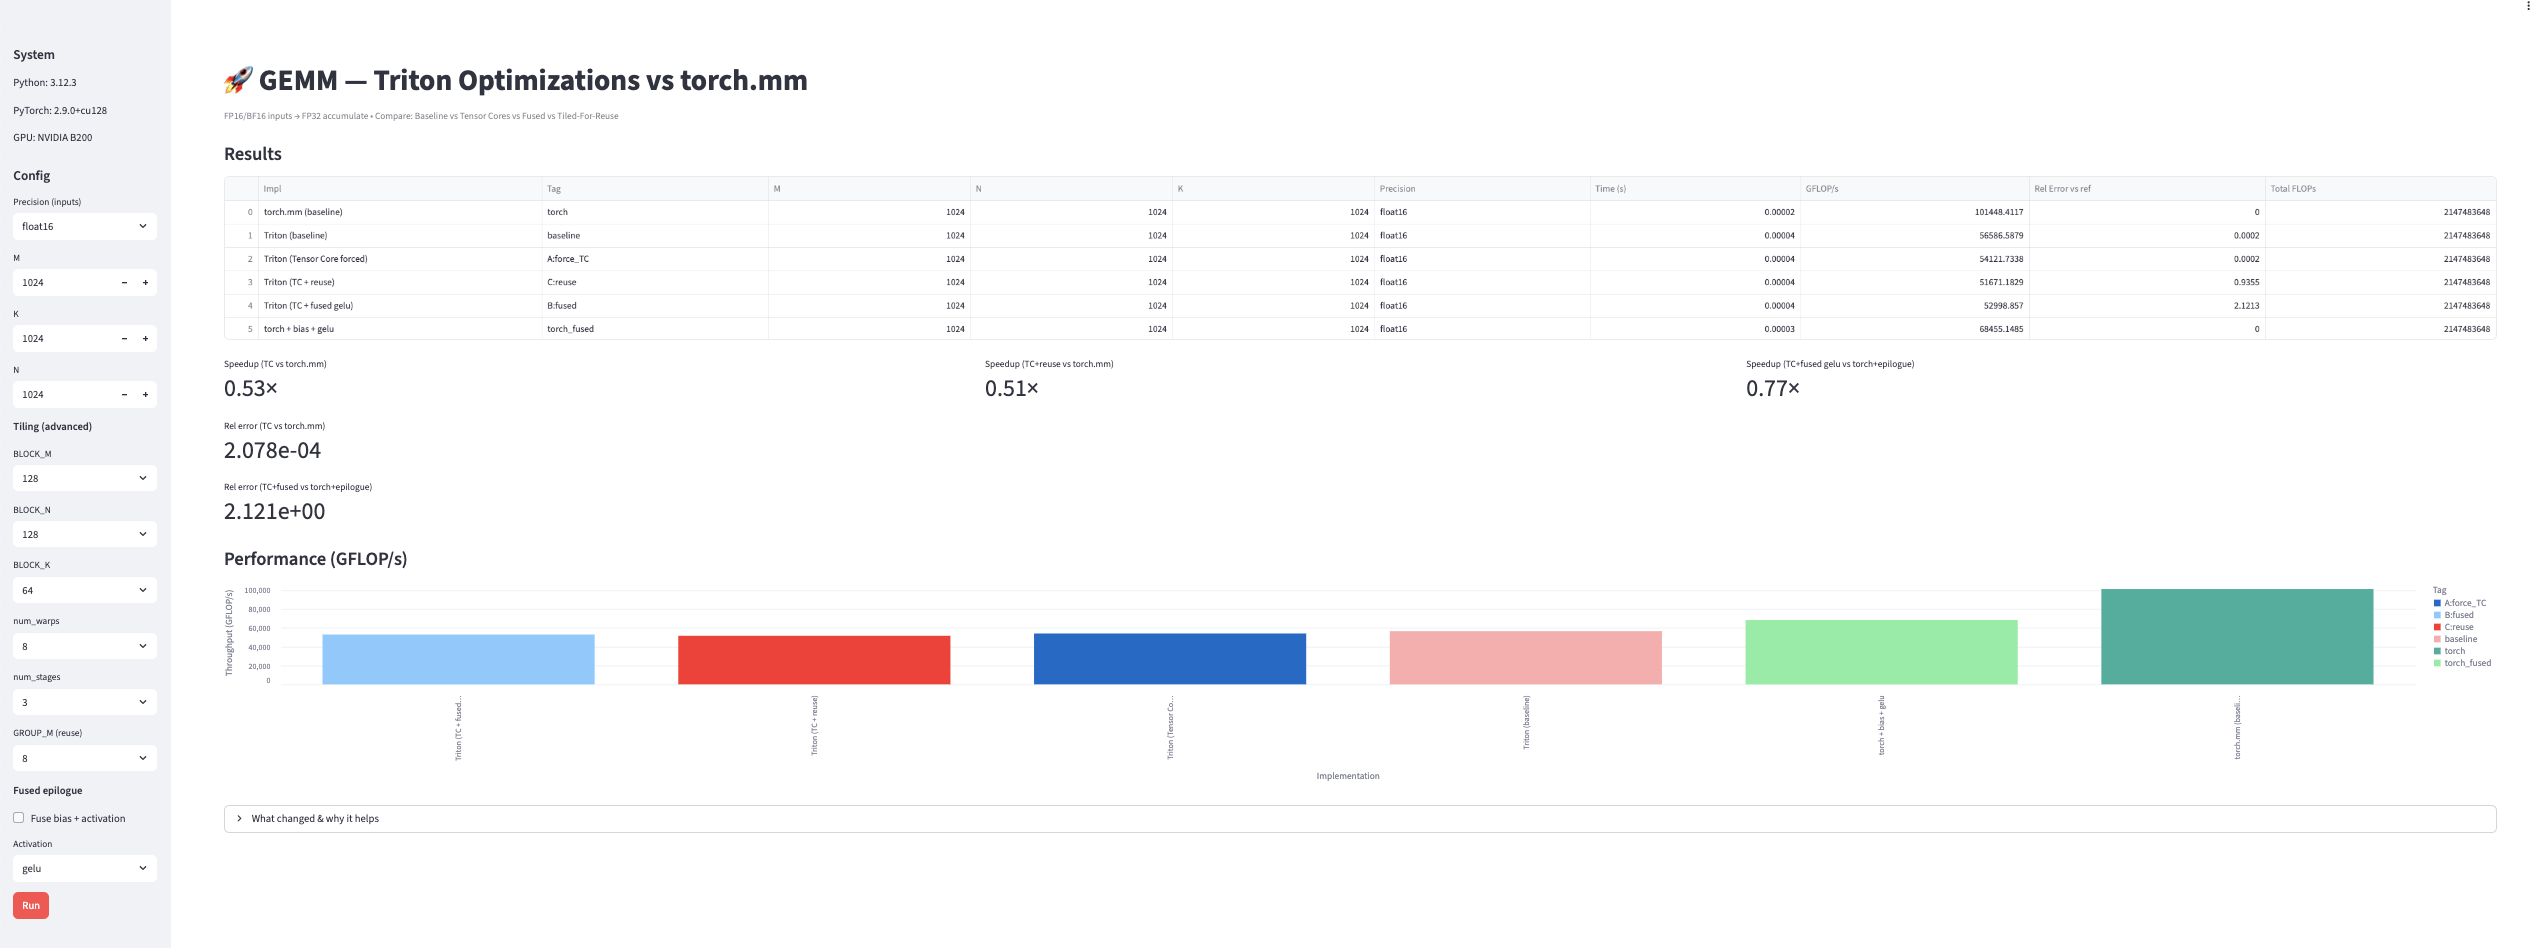 System
Python: 3.12.3
PyTorch: 2.9.0+cu128
GPU: NVIDIA B200
Config
Precision (inputs)
float16
M
1024 − +
K
1024 − +
N
1024 − +
Tiling (advanced)
BLOCK_M
128
BLOCK_N
128
BLOCK_K
64
num_warps
8
num_stages
3
GROUP_M (reuse)
8
Fused epilogue
Fuse bias + activation
Activation
gelu
Run
🚀 GEMM — Triton Optimizations vs torch.mm
FP16/BF16 inputs → FP32 accumulate • Compare: Baseline vs Tensor Cores vs Fused vs Tiled-For-Reuse
Results
Impl Tag M N K Precision Time (s) GFLOP/s Rel Error vs ref Total FLOPs
0 torch.mm (baseline) torch 1024 1024 1024 float16 0.00002 101448.4117 0 2147483648
1 Triton (baseline) baseline 1024 1024 1024 float16 0.00004 56586.5879 0.0002 2147483648
2 Triton (Tensor Core forced) A:force_TC 1024 1024 1024 float16 0.00004 54121.7338 0.0002 2147483648
3 Triton (TC + reuse) C:reuse 1024 1024 1024 float16 0.00004 51671.1829 0.9355 2147483648
4 Triton (TC + fused gelu) B:fused 1024 1024 1024 float16 0.00004 52998.857 2.1213 2147483648
5 torch + bias + gelu torch_fused 1024 1024 1024 float16 0.00003 68455.1485 0 2147483648
Speedup (TC vs torch.mm)
0.53×
Speedup (TC+reuse vs torch.mm)
0.51×
Speedup (TC+fused gelu vs torch+epilogue)
0.77×
Rel error (TC vs torch.mm)
2.078e-04
Rel error (TC+fused vs torch+epilogue)
2.121e+00
Performance (GFLOP/s)
Throughput (GFLOP/s)
100,000
80,000
60,000
40,000
20,000
0
Triton (TC + fused…
Triton (TC + reuse)
Triton (Tensor Co…
Triton (baseline)
torch + bias + gelu
torch.mm (baseli…
Implementation
Tag
A:force_TC
B:fused
C:reuse
baseline
torch
torch_fused
What changed & why it helps